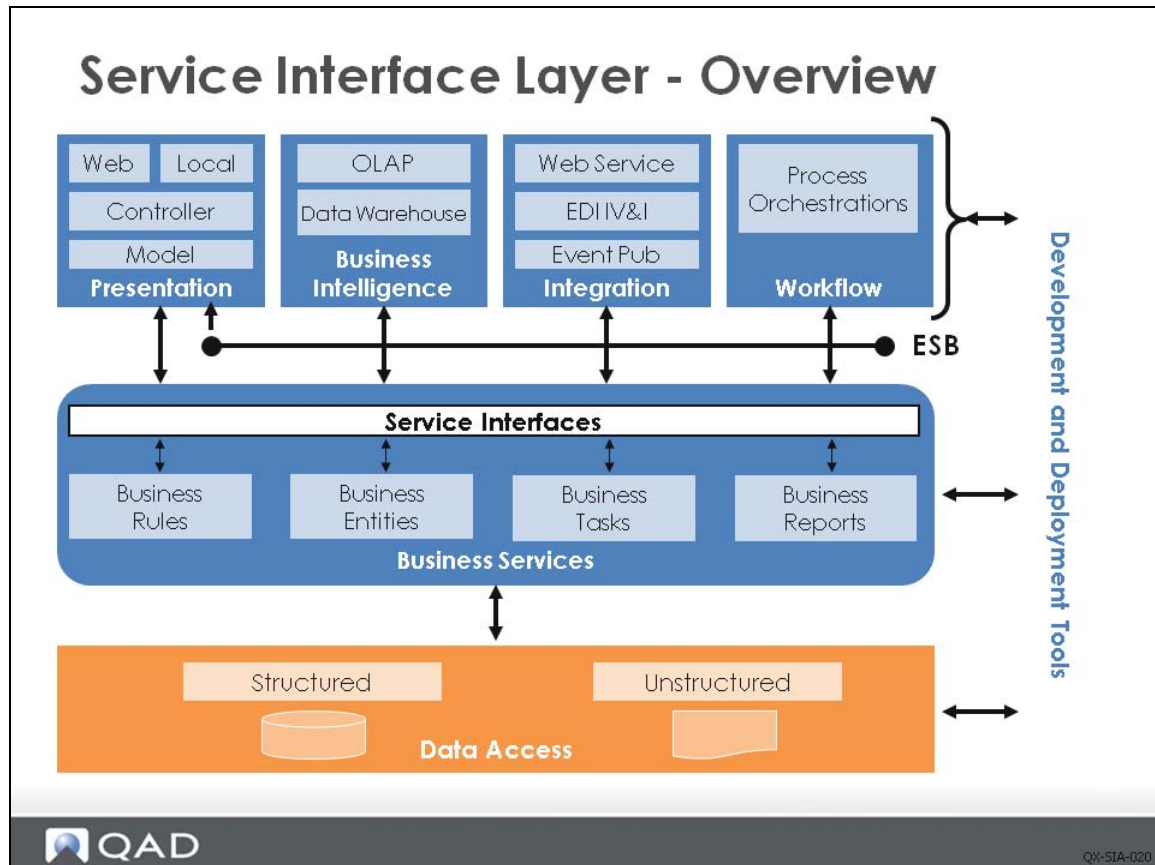 Service Interface Layer - Overview
Web
Local
Controller
Model
Presentation
OLAP
Data Warehouse
Business
Intelligence
Web Service
EDI IV&I
Event Pub
Integration
Process
Orchestrations
Workflow
ESB
Service Interfaces
Business
Rules
Business
Entities
Business
Tasks
Business
Reports
Business Services
Structured
Unstructured
Data Access
Development and Deployment Tools
QAD
QX-SIA-020